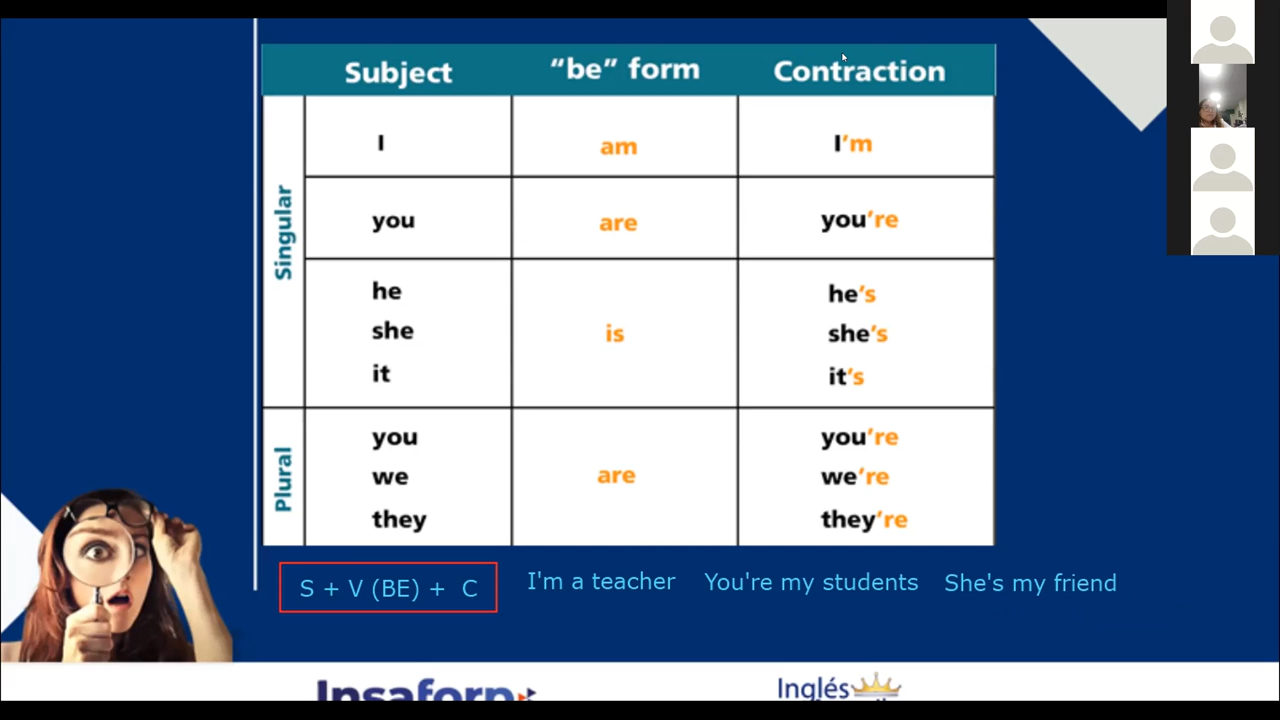 Subject "be" form Contraction
Singular
I am I'm
you are you're
he he's
she is she's
it it's
Plural
you you're
we are we're
they they're
S + V (BE) + C
I'm a teacher You're my students She's my friend
Insaforp
Inglés